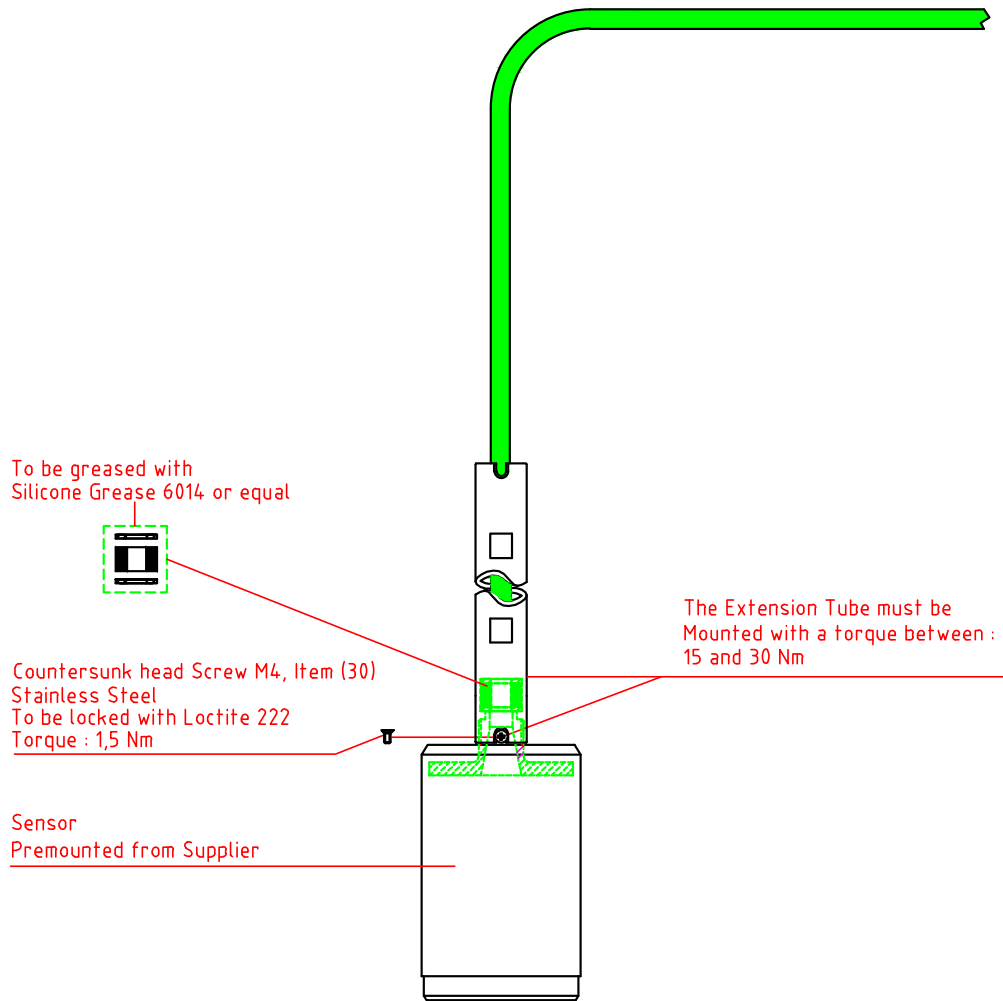 To be greased with
Silicone Grease 6014 or equal
The Extension Tube must be
Mounted with a torque between :
15 and 30 Nm
Countersunk head Screw M4, Item (30)
Stainless Steel
To be locked with Loctite 222
Torque : 1,5 Nm
Sensor
Premounted from Supplier